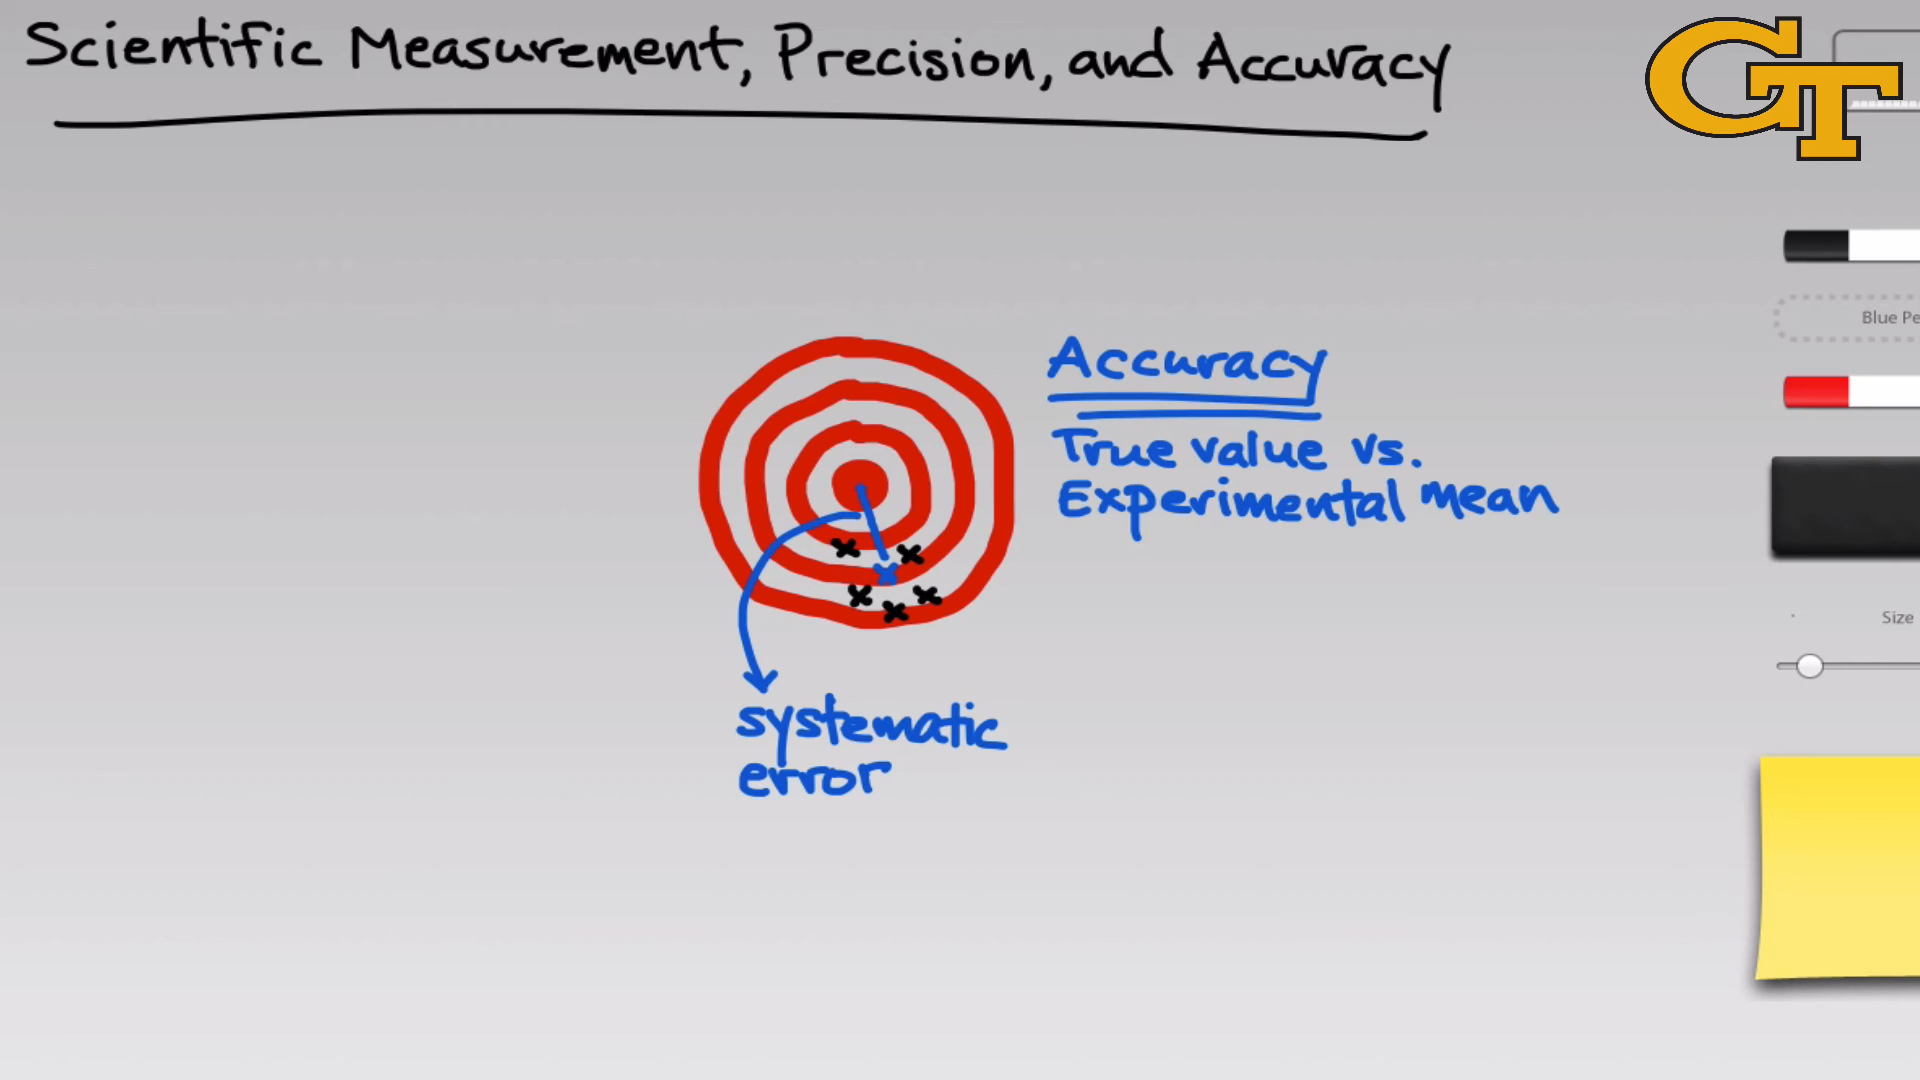 Scientific Measurement, Precision, and Accuracy
GT
Blue Pe
Accuracy
True value vs.
Experimental mean
Size
systematic
error